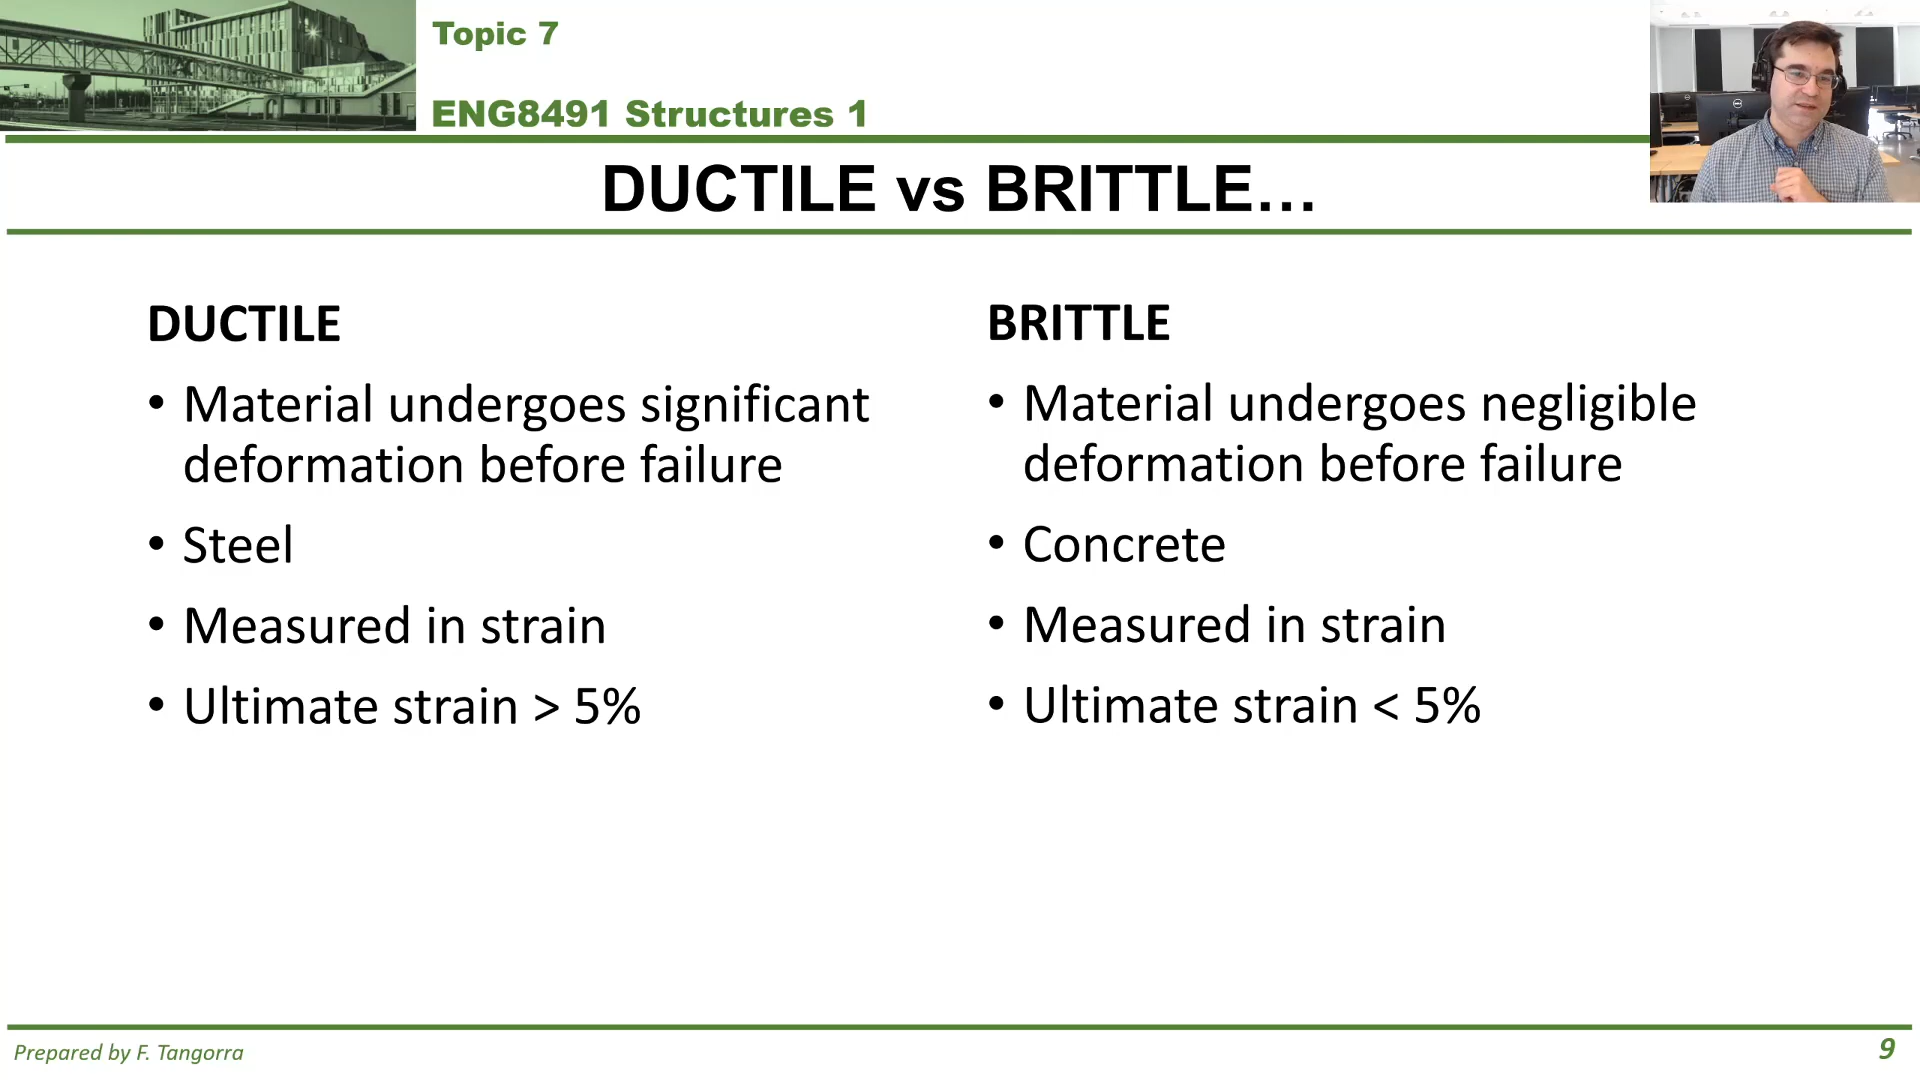 Topic 7
ENG8491 Structures 1
DUCTILE vs BRITTLE…
DUCTILE
• Material undergoes significant
deformation before failure
• Steel
• Measured in strain
• Ultimate strain > 5%
BRITTLE
• Material undergoes negligible
deformation before failure
• Concrete
• Measured in strain
• Ultimate strain < 5%
Prepared by F. Tangorra
9